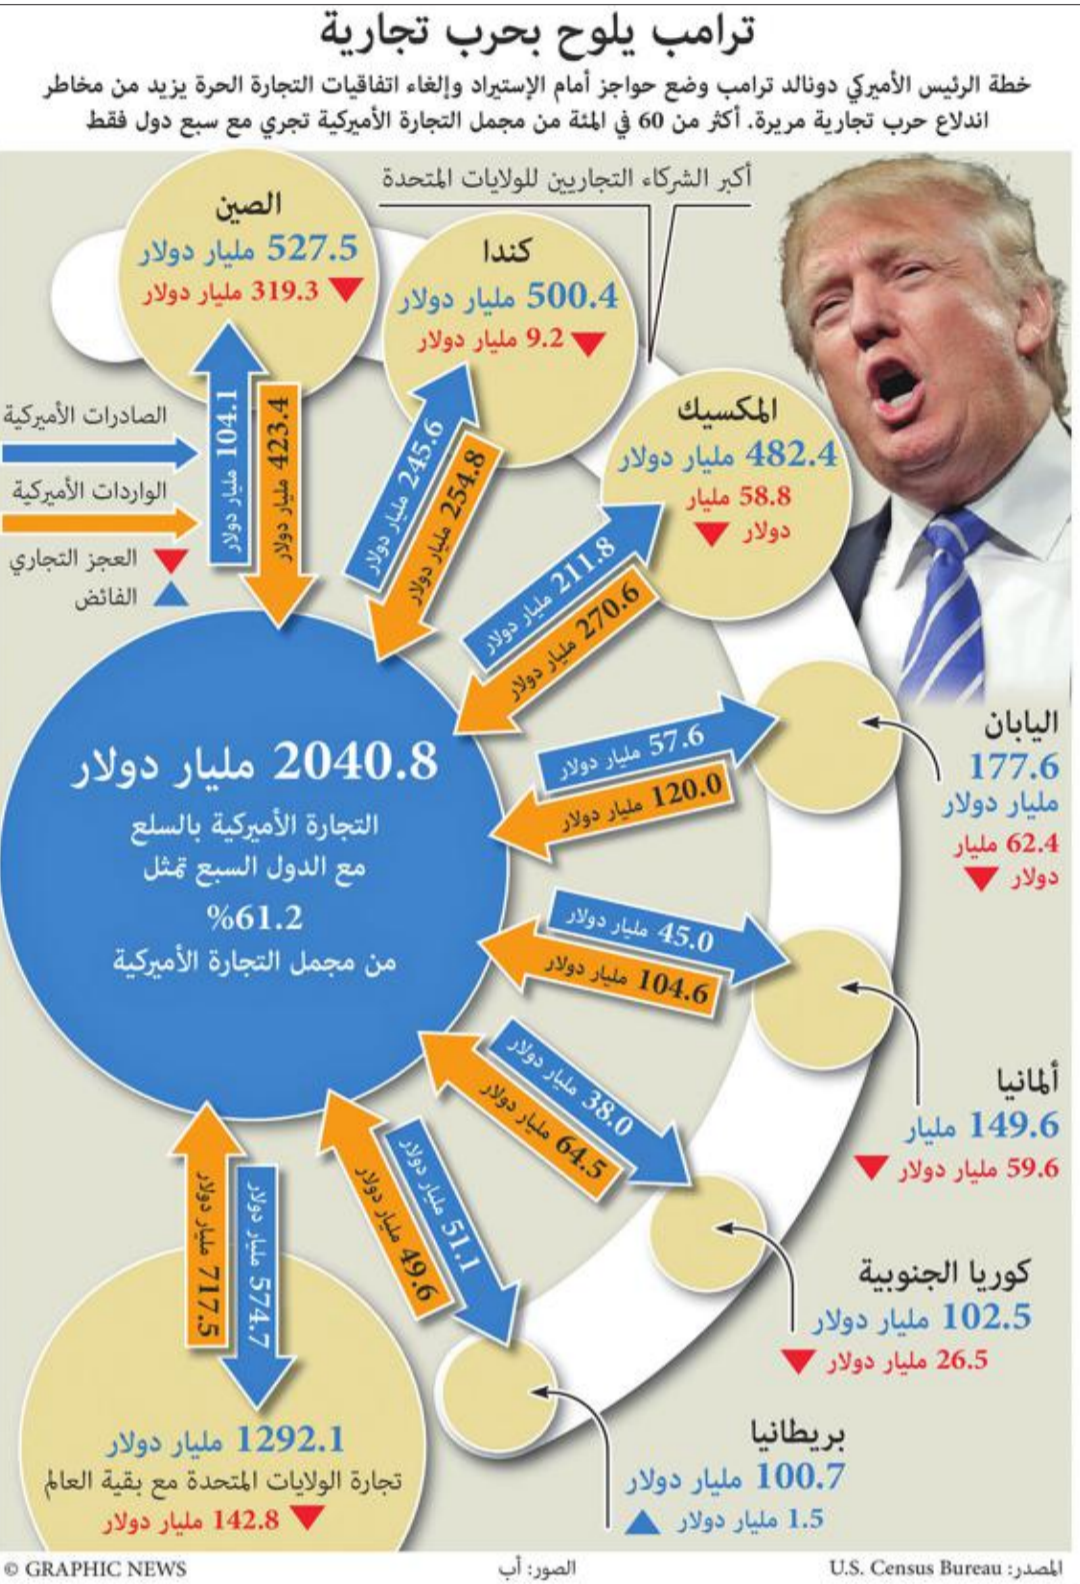 ترامب يلوح بحرب تجارية
خطة الرئيس الأميركي دونالد ترامب وضع حواجز أمام الإستيراد وإلغاء اتفاقيات التجارة الحرة يزيد من مخاطر
اندلاع حرب تجارية مريرة. أكثر من 60 في المئة من مجمل التجارة الأميركية تجري مع سبع دول فقط
أكبر الشركاء التجاريين للولايات المتحدة
الصين
527.5 مليار دولار
319.3 مليار دولار
كندا
500.4 مليار دولار
9.2 مليار دولار
المكسيك
482.4 مليار دولار
58.8 مليار
دولار
الصادرات الأميركية
الواردات الأميركية
العجز التجاري
الفائض
104.1 مليار دولار
423.4 مليار دولار
245.6 مليار دولار
254.8 مليار دولار
211.8 مليار دولار
270.6 مليار دولار
57.6 مليار دولار
120.0 مليار دولار
اليابان
177.6
مليار دولار
62.4 مليار
دولار
2040.8 مليار دولار
التجارة الأميركية بالسلع
مع الدول السبع تمثل
%61.2
من مجمل التجارة الأميركية
45.0 مليار دولار
104.6 مليار دولار
ألمانيا
149.6 مليار
59.6 مليار دولار
38.0 مليار دولار
64.5 مليار دولار
كوريا الجنوبية
102.5 مليار دولار
26.5 مليار دولار
51.1 مليار دولار
49.6 مليار دولار
بريطانيا
100.7 مليار دولار
1.5 مليار دولار
574.7 مليار دولار
717.5 مليار دولار
1292.1 مليار دولار
تجارة الولايات المتحدة مع بقية العالم
142.8 مليار دولار
المصدر: U.S. Census Bureau
الصور: أب
© GRAPHIC NEWS